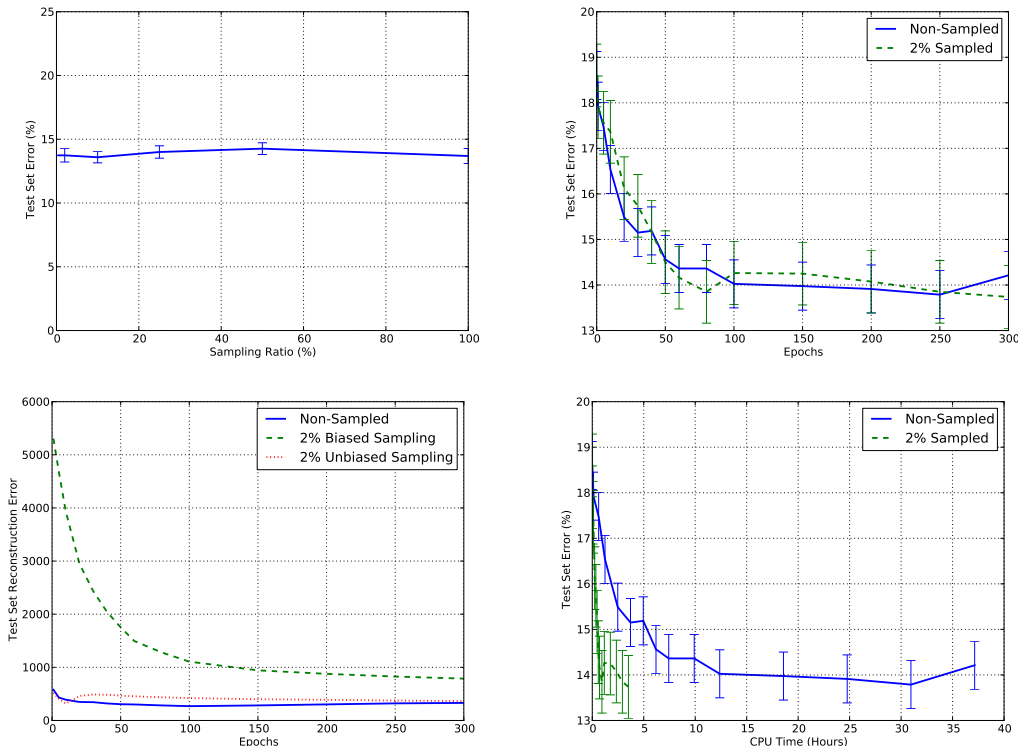 25
20
15
10
5
0
Test Set Error (%)
0 20 40 60 80 100
Sampling Ratio (%)
20
19
18
17
16
15
14
13
Test Set Error (%)
Non-Sampled
2% Sampled
0 50 100 150 200 250 300
Epochs
6000
5000
4000
3000
2000
1000
0
Test Set Reconstruction Error
Non-Sampled
2% Biased Sampling
2% Unbiased Sampling
0 50 100 150 200 250 300
Epochs
20
19
18
17
16
15
14
13
Test Set Error (%)
Non-Sampled
2% Sampled
0 5 10 15 20 25 30 35 40
CPU Time (Hours)